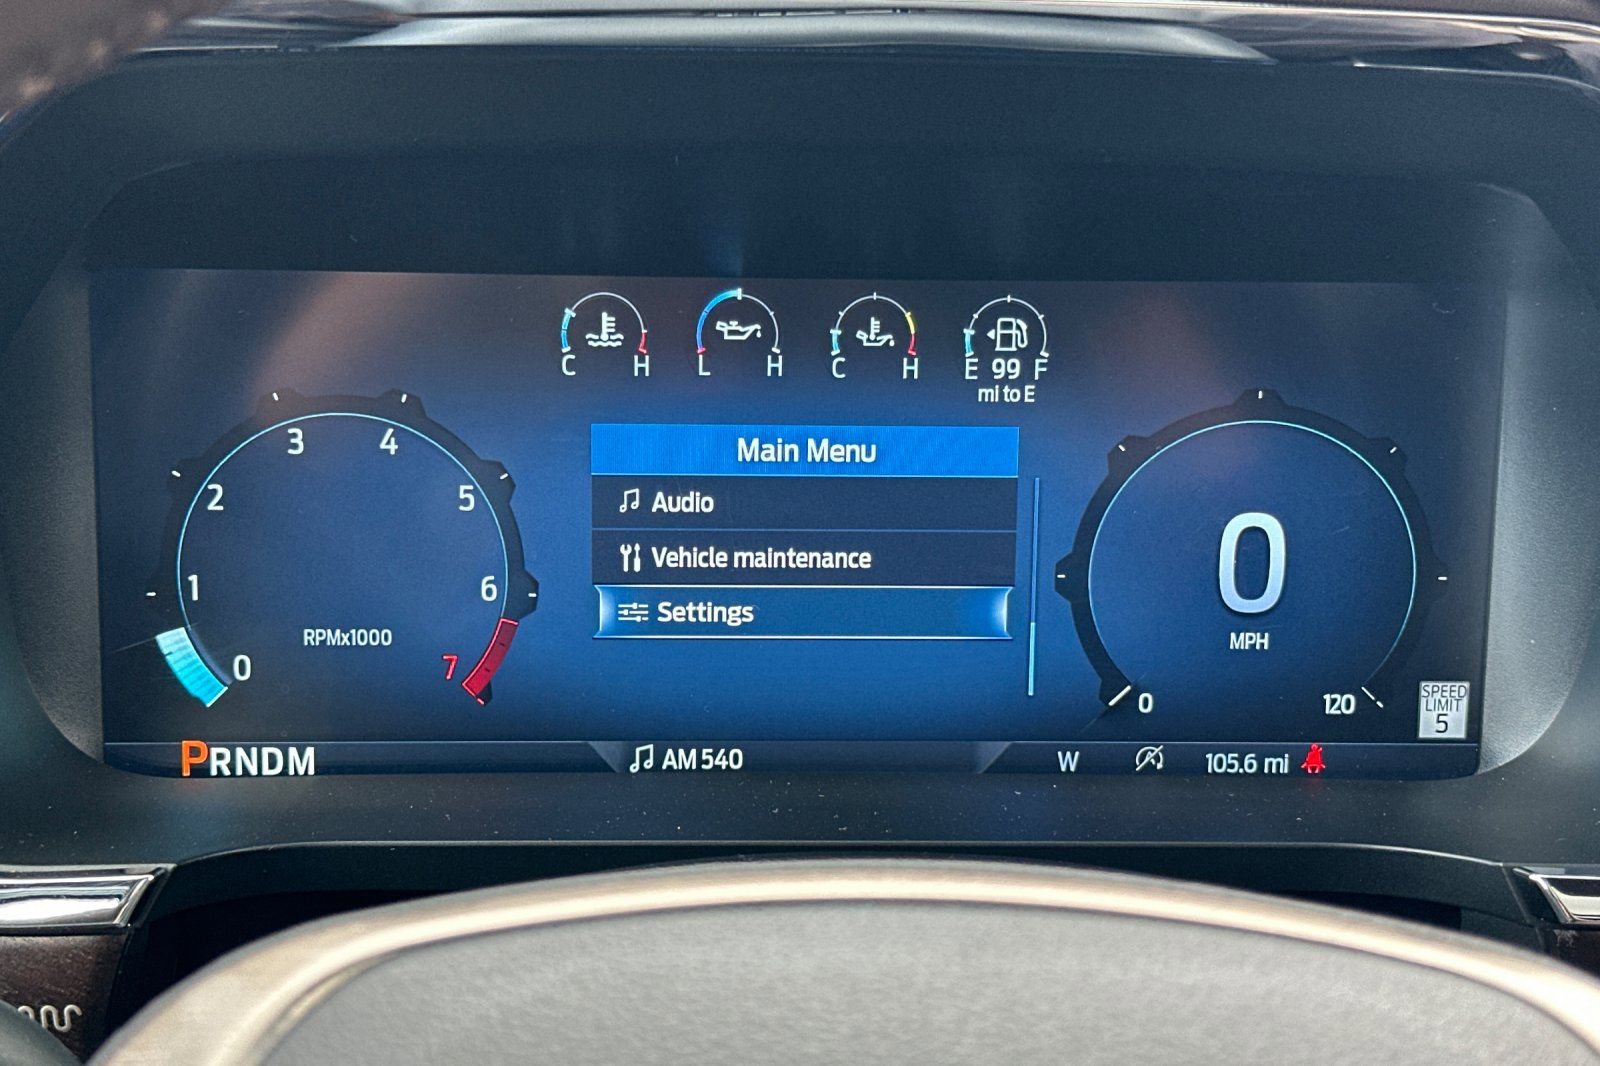 C H
L H
C H
E 99 F
mi to E
Main Menu
Audio
Vehicle maintenance
Settings
0
1
2
3
4
5
6
7
RPMx1000
0
MPH
0
120
SPEED
LIMIT
5
PRNDM
AM 540
W
105.6 mi